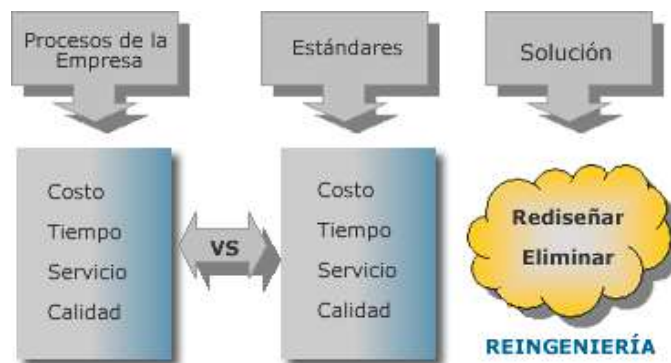 Procesos de la
Empresa
Estándares
Solución
Costo
Tiempo
Servicio
Calidad
VS
Costo
Tiempo
Servicio
Calidad
Rediseñar
Eliminar
REINGENIERÍA